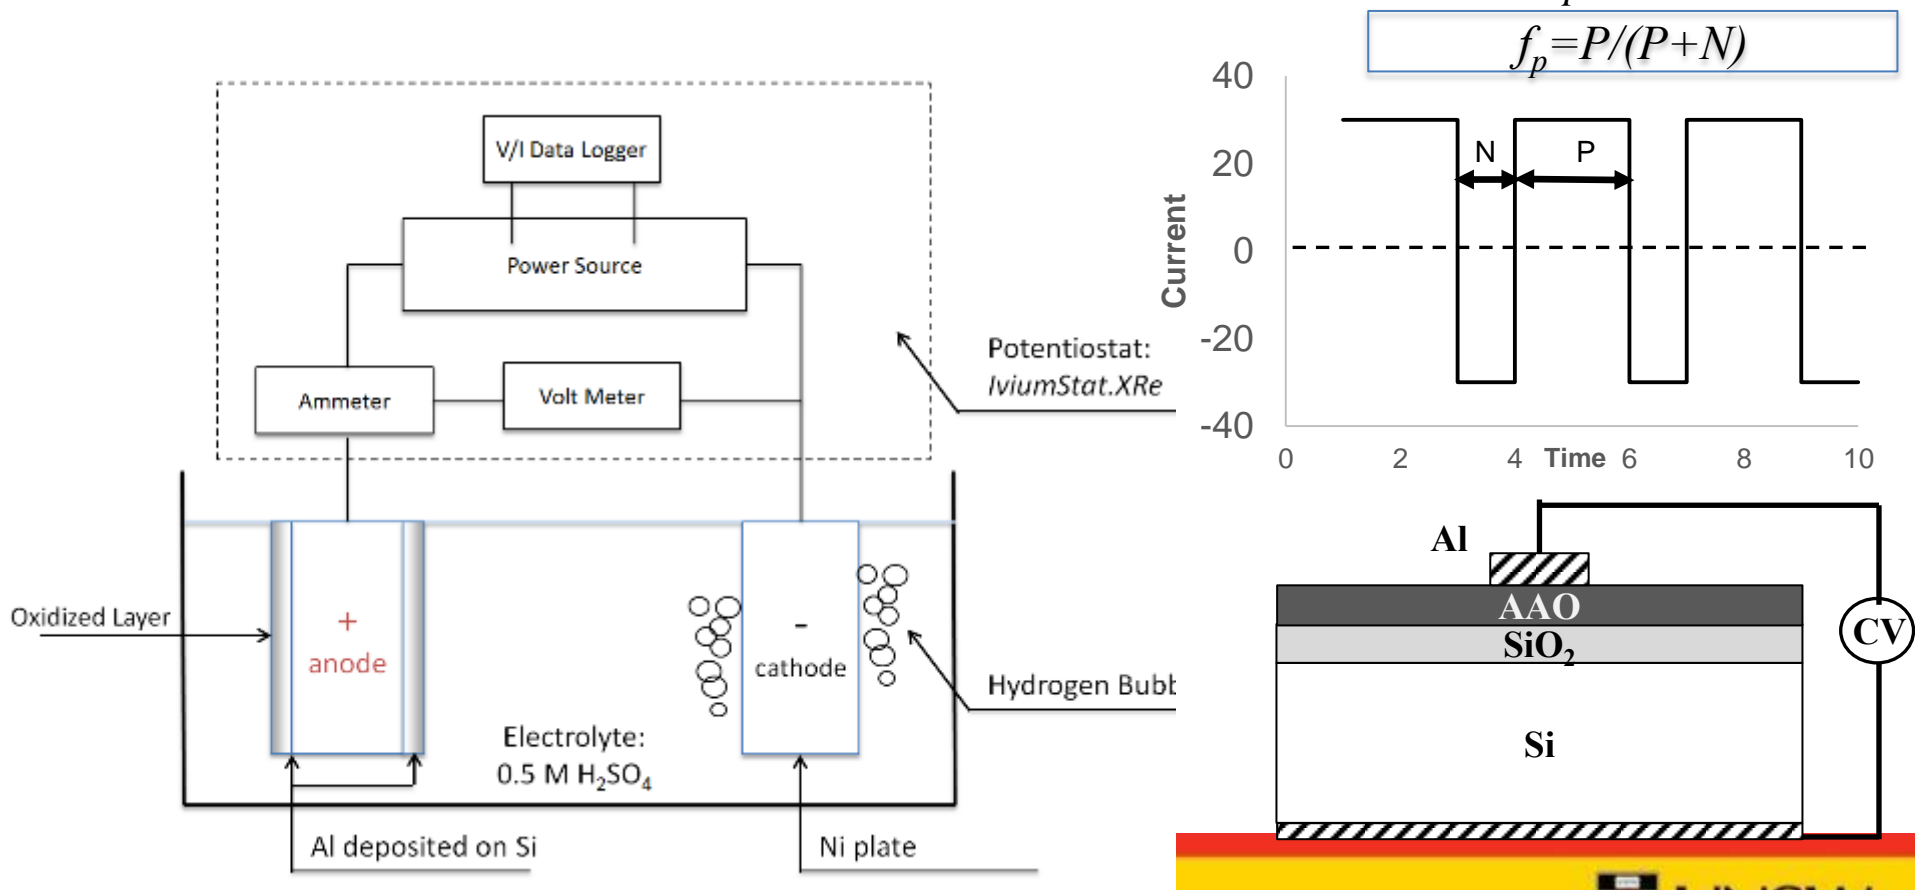 f_p=P/(P+N)
V/I Data Logger
Power Source
Ammeter
Volt Meter
Potentiostat:
IviumStat.XRe
Oxidized Layer
+
anode
-
cathode
Electrolyte:
0.5 M H₂SO₄
Hydrogen Bubb
Al deposited on Si
Ni plate
40
20
0
-20
-40
Current
N
P
0
2
4
Time
6
8
10
Al
AAO
SiO₂
Si
CV